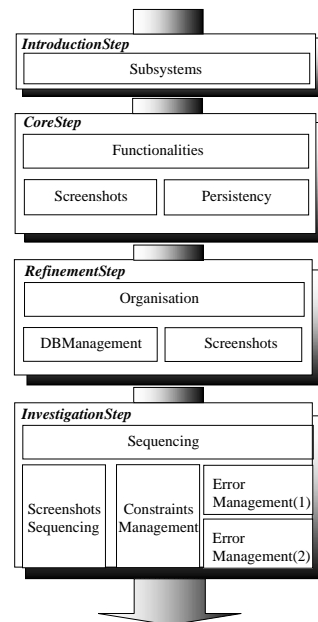 IntroductionStep
Subsystems
CoreStep
Functionalities
Screenshots
Persistency
RefinementStep
Organisation
DBManagement
Screenshots
InvestigationStep
Sequencing
Screenshots
Sequencing
Constraints
Management
Error
Management(1)
Error
Management(2)